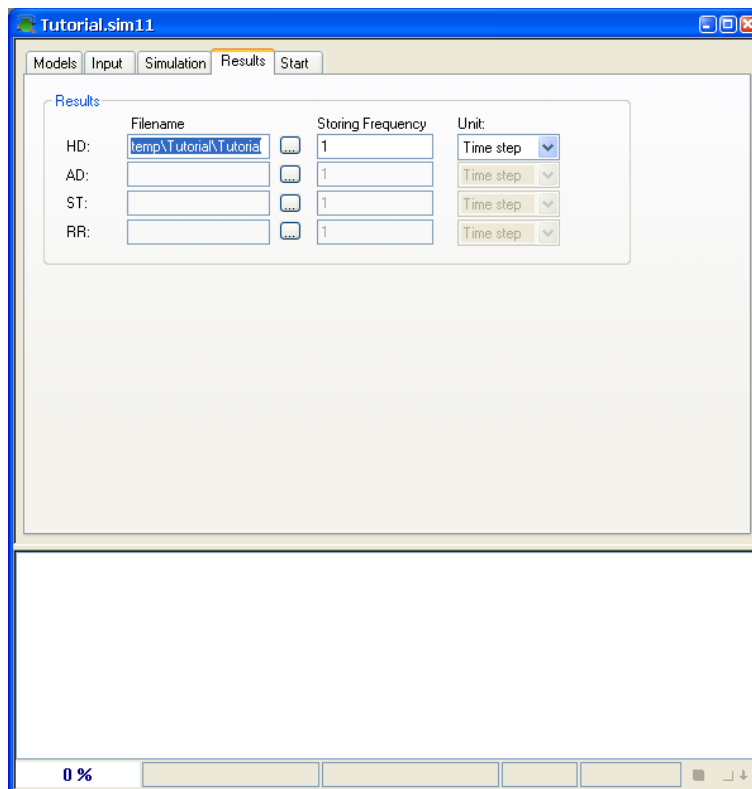 Tutorial.sim11
Models Input Simulation Results Start
Results
Filename Storing Frequency Unit:
HD: temp\Tutorial\Tutorial ... 1 Time step
AD: ... 1 Time step
ST: ... 1 Time step
RR: ... 1 Time step
0 %